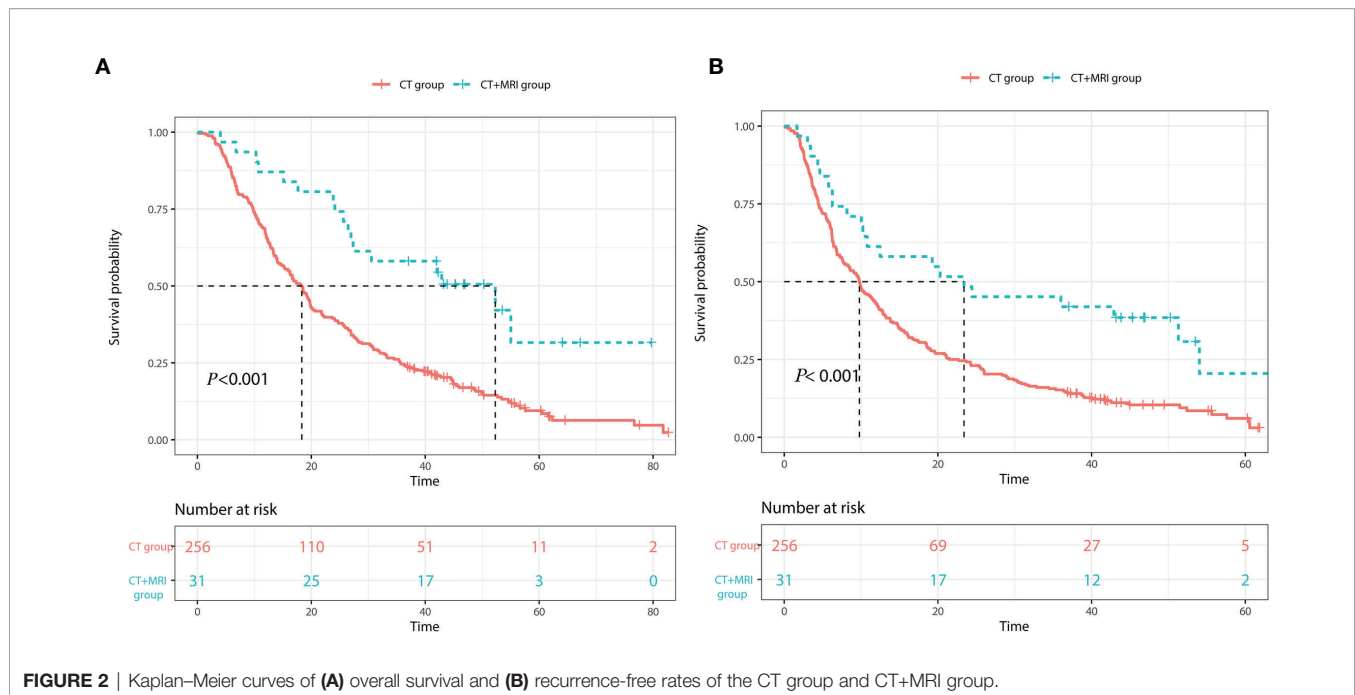 A
CT group CT+MRI group
1.00
0.75
0.50
0.25
0.00
Survival probability
P<0.001
0 20 40 60 80
Time
Number at risk
CT group 256 110 51 11 2
CT+MRI 31 25 17 3 0
group
0 20 40 60 80
Time
B
CT group CT+MRI group
1.00
0.75
0.50
0.25
0.00
Survival probability
P< 0.001
0 20 40 60
Time
Number at risk
CT group 256 69 27 5
CT+MRI 31 17 12 2
group
0 20 40 60
Time
FIGURE 2 | Kaplan–Meier curves of (A) overall survival and (B) recurrence-free rates of the CT group and CT+MRI group.